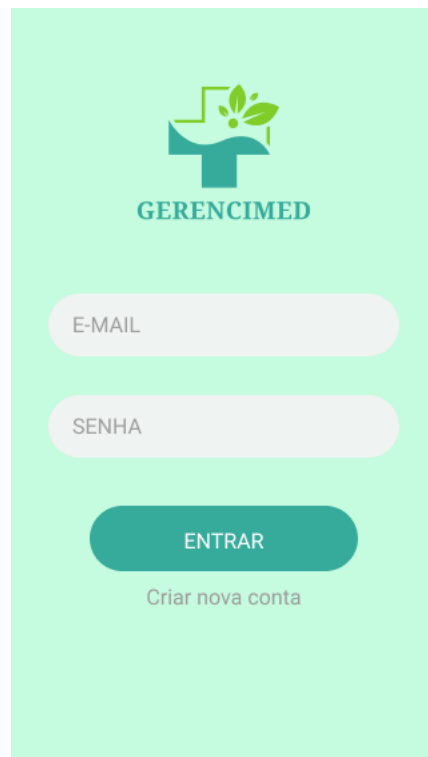 GERENCIMED
E-MAIL
SENHA
ENTRAR
Criar nova conta